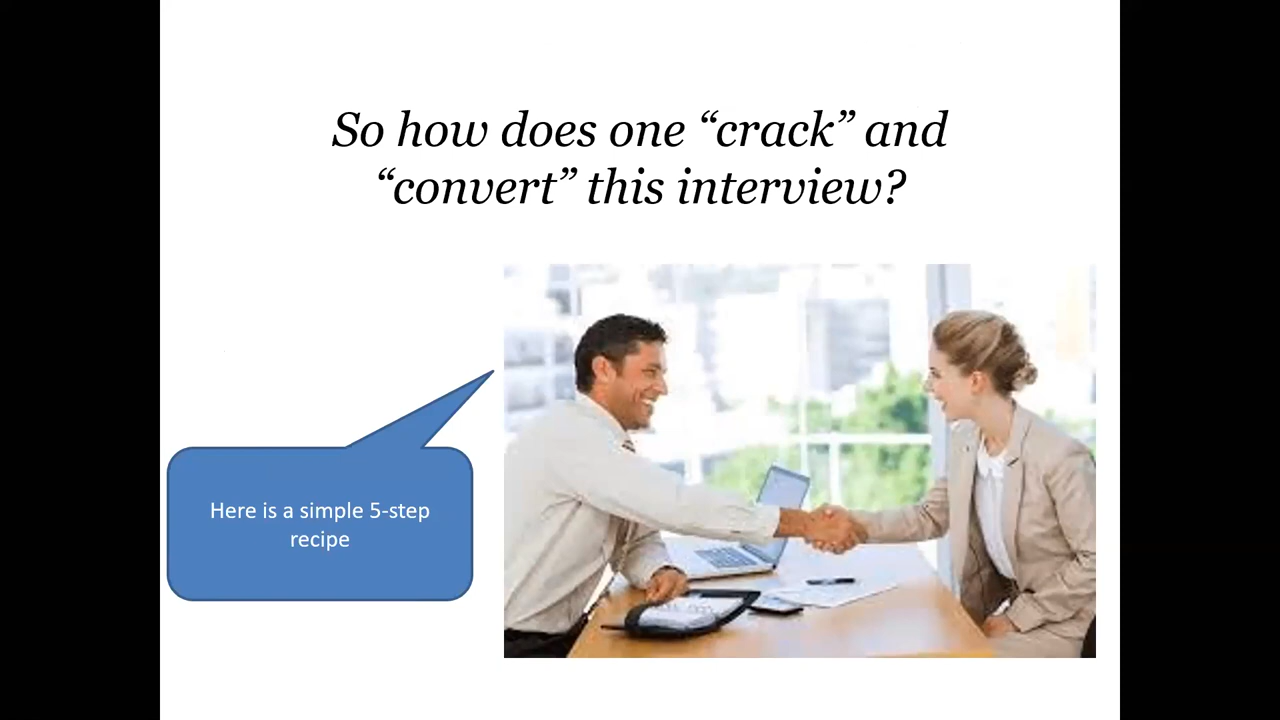 So how does one “crack” and
“convert” this interview?
Here is a simple 5-step
recipe